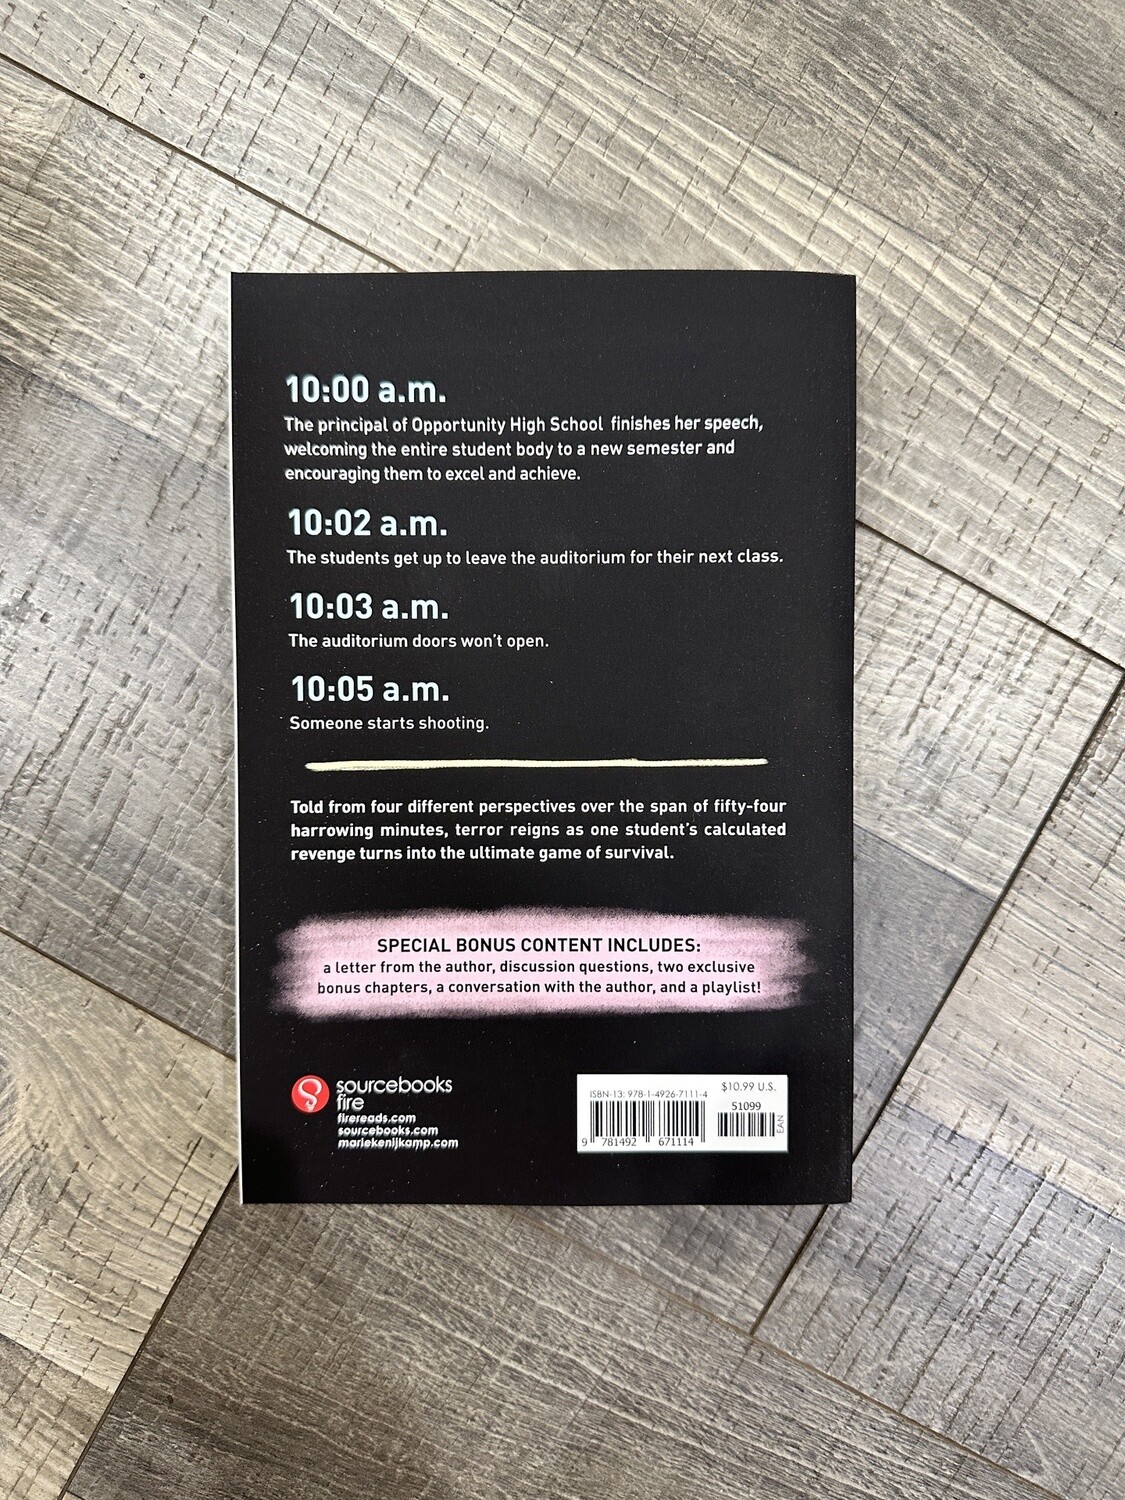 10:00 a.m.
The principal of Opportunity High School finishes her speech,
welcoming the entire student body to a new semester and
encouraging them to excel and achieve.
10:02 a.m.
The students get up to leave the auditorium for their next class.
10:03 a.m.
The auditorium doors won't open.
10:05 a.m.
Someone starts shooting.
Told from four different perspectives over the span of fifty-four
harrowing minutes, terror reigns as one student's calculated
revenge turns into the ultimate game of survival.
SPECIAL BONUS CONTENT INCLUDES:
a letter from the author, discussion questions, two exclusive
bonus chapters, a conversation with the author, and a playlist!
sourcebooks
fire
firereads.com
sourcebooks.com
mariekenijkamp.com
ISBN-13: 978-1-4926-7111-4
$10.99 U.S.
51099
EAN
9 781492 671114